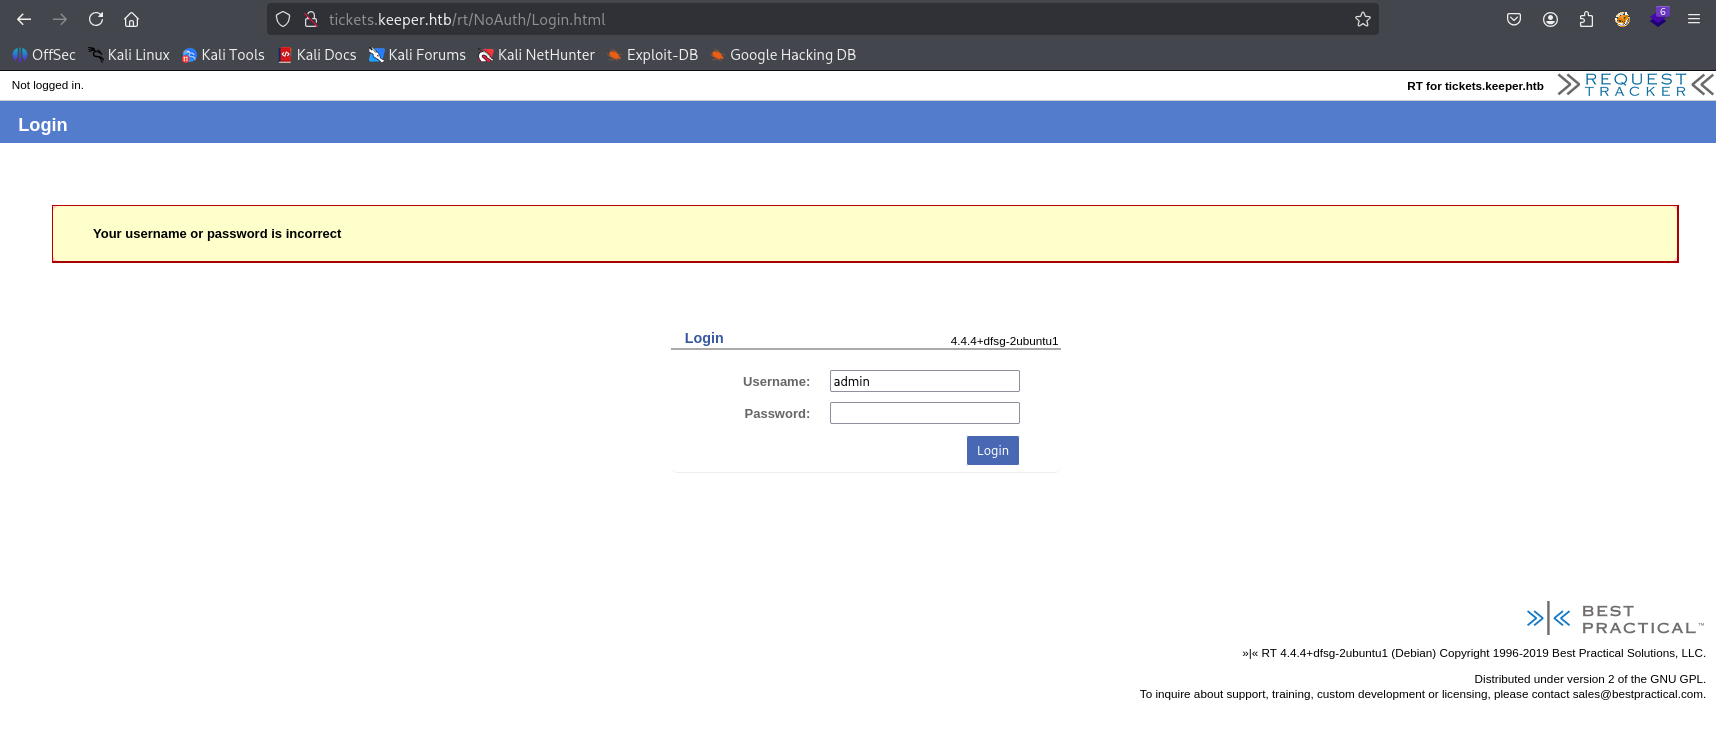 tickets.keeper.htb/rt/NoAuth/Login.html
6
OffSec Kali Linux Kali Tools Kali Docs Kali Forums Kali NetHunter Exploit-DB Google Hacking DB
Not logged in.
RT for tickets.keeper.htb
REQUEST
TRACKER
Login
Your username or password is incorrect
Login 4.4.4+dfsg-2ubuntu1
Username: admin
Password:
Login
BEST
PRACTICAL™
»|« RT 4.4.4+dfsg-2ubuntu1 (Debian) Copyright 1996-2019 Best Practical Solutions, LLC.
Distributed under version 2 of the GNU GPL.
To inquire about support, training, custom development or licensing, please contact sales@bestpractical.com.